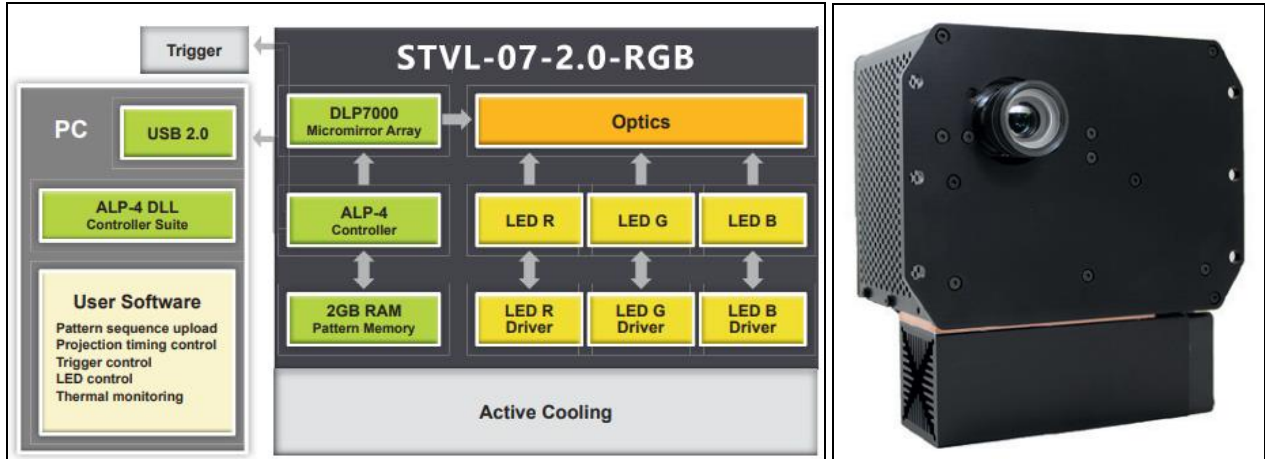 Trigger
PC
USB 2.0
ALP-4 DLL
Controller Suite
User Software
Pattern sequence upload
Projection timing control
Trigger control
LED control
Thermal monitoring
STVL-07-2.0-RGB
DLP7000
Micromirror Array
Optics
ALP-4
Controller
LED R
LED G
LED B
2GB RAM
Pattern Memory
LED R
Driver
LED G
Driver
LED B
Driver
Active Cooling